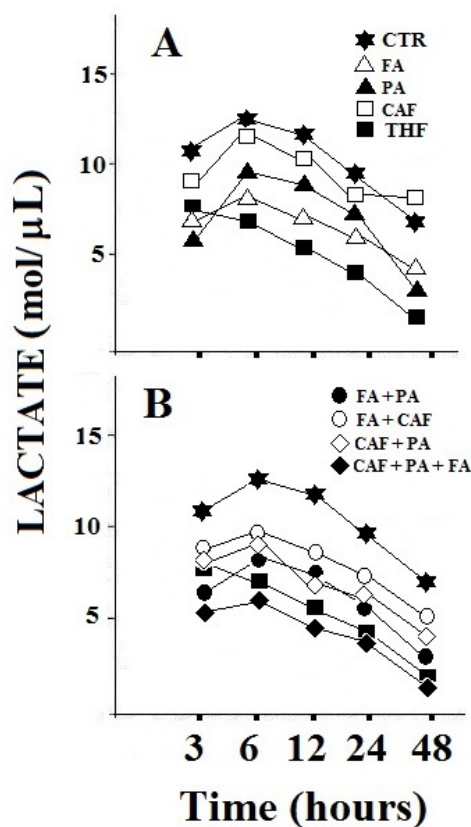 A
CTR
FA
PA
CAF
THF
15
10
5
LACTATE (mol/µL)
B
FA + PA
FA + CAF
CAF + PA
CAF + PA + FA
15
10
5
3 6 12 24 48
Time (hours)